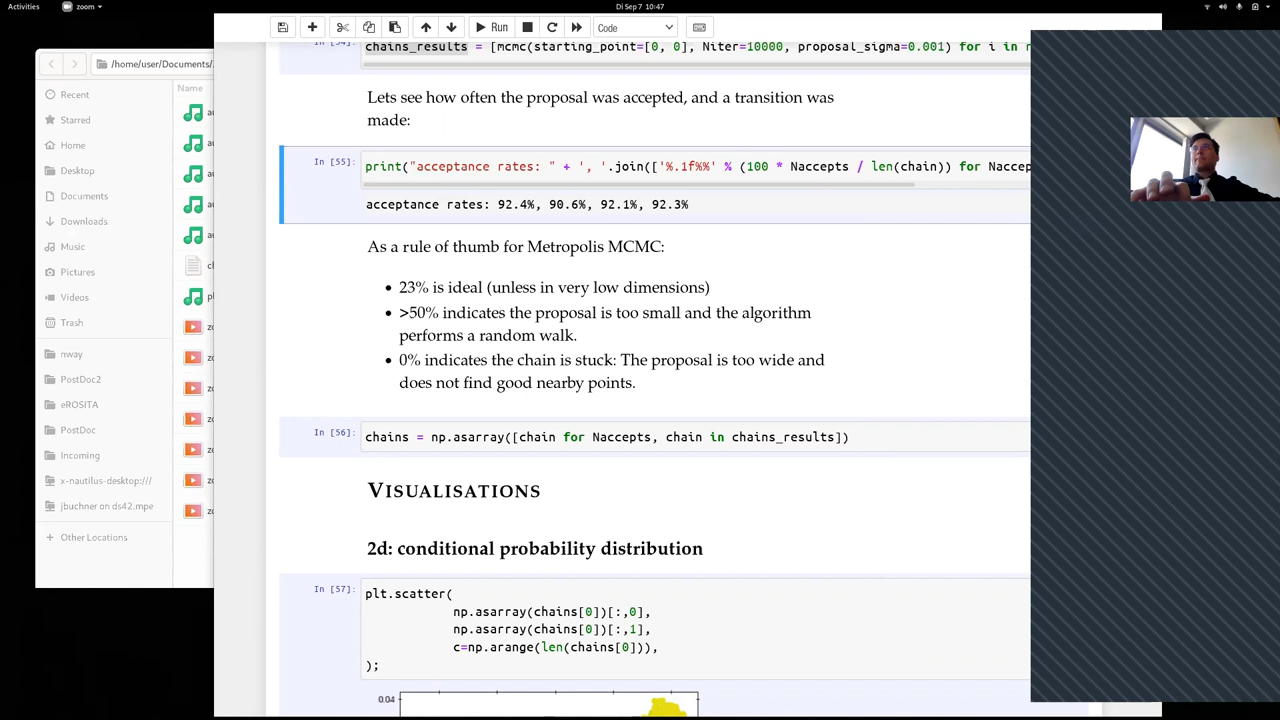 Activities
zoom
Di Sep 7 10:47
Run
Code
/home/user/Documents/
Recent
Starred
Home
Desktop
Documents
Downloads
Music
Pictures
Videos
Trash
nway
PostDoc2
eROSITA
PostDoc
Incoming
x-nautilus-desktop:///
jbuchner on ds42.mpe
Other Locations
Name
chains_results = [mcmc(starting_point=[0, 0], Niter=10000, proposal_sigma=0.001) for i in
Lets see how often the proposal was accepted, and a transition was
made:
In [55]: print("acceptance rates: " + ', '.join(['%.1f%%' % (100 * Naccepts / len(chain)) for Naccep
acceptance rates: 92.4%, 90.6%, 92.1%, 92.3%
As a rule of thumb for Metropolis MCMC:
• 23% is ideal (unless in very low dimensions)
• >50% indicates the proposal is too small and the algorithm
performs a random walk.
• 0% indicates the chain is stuck: The proposal is too wide and
does not find good nearby points.
In [56]: chains = np.asarray([chain for Naccepts, chain in chains_results])
VISUALISATIONS
2d: conditional probability distribution
In [57]: plt.scatter(
np.asarray(chains[0])[:,0],
np.asarray(chains[0])[:,1],
c=np.arange(len(chains[0])),
);
0.04